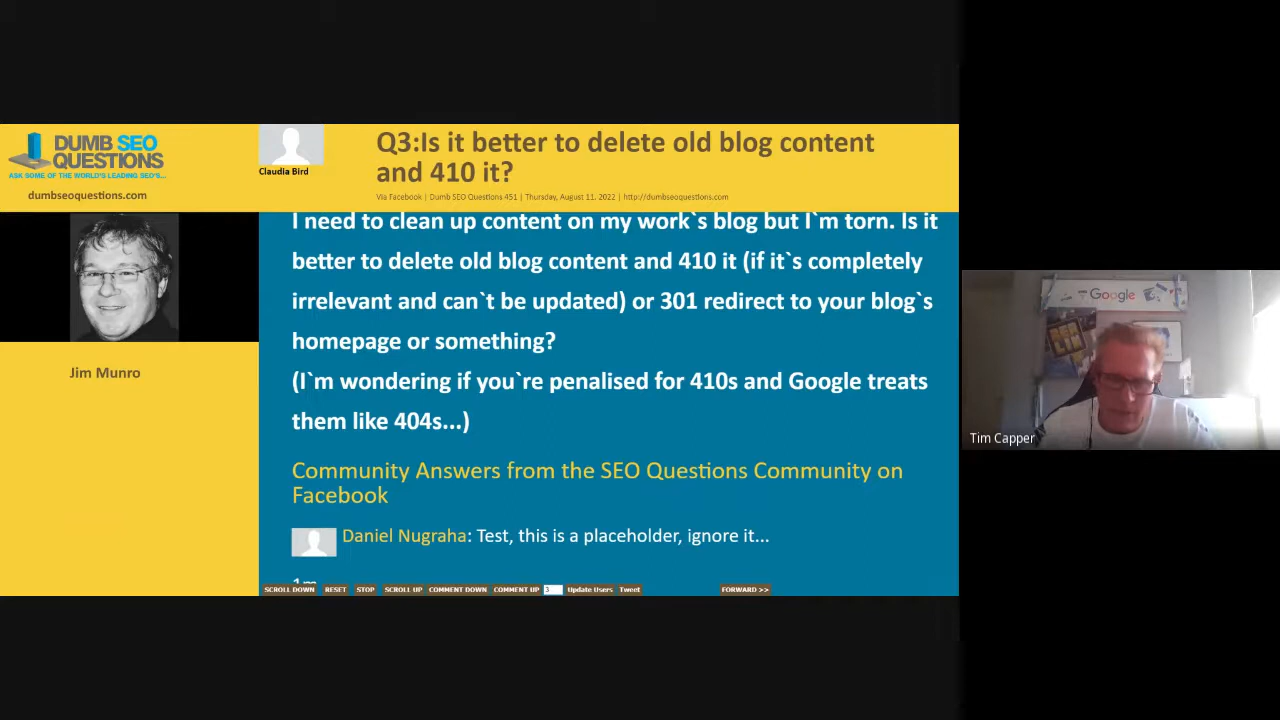 DUMB SEO
QUESTIONS
ASK SOME OF THE WORLD'S LEADING SEO'S...
dumbseoquestions.com
Claudia Bird
Q3:Is it better to delete old blog content
and 410 it?
Via Facebook | Dumb SEO Questions 451 | Thursday, August 11, 2022 | http://dumbseoquestions.com
Jim Munro
I need to clean up content on my work`s blog but I`m torn. Is it
better to delete old blog content and 410 it (if it`s completely
irrelevant and can`t be updated) or 301 redirect to your blog`s
homepage or something?
(I`m wondering if you`re penalised for 410s and Google treats
them like 404s...)
Community Answers from the SEO Questions Community on
Facebook
Daniel Nugraha: Test, this is a placeholder, ignore it...
SCROLL DOWN RESET STOP SCROLL UP COMMENT DOWN COMMENT UP 3 Update Users Tweet FORWARD >>
Google
Tim Capper